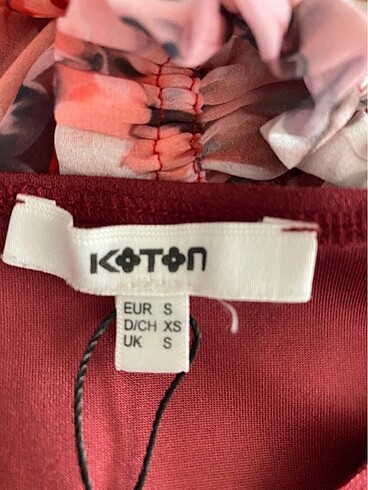 KOTON
EUR S
D/CH XS
UK S